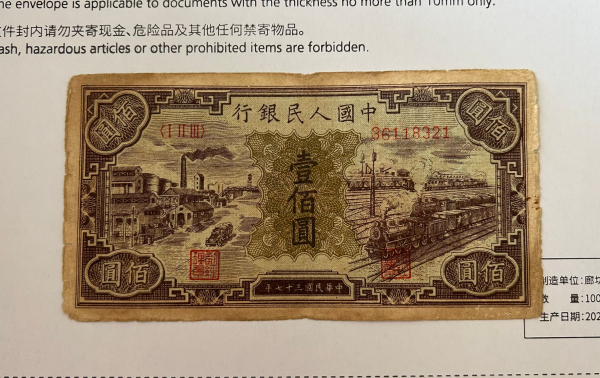 he envelope is applicable to documents with the thickness no more than 10mm only.
件封内请勿夹寄现金、危险品及其他任何禁寄物品。
ash, hazardous articles or other prohibited items are forbidden.
中國人民銀行
佰圓
佰圓
〈I II III〉
36118321
壹佰圓
佰圓
佰圓
中華民國三十七年
制造单位:廊
量:100
生产日期:202